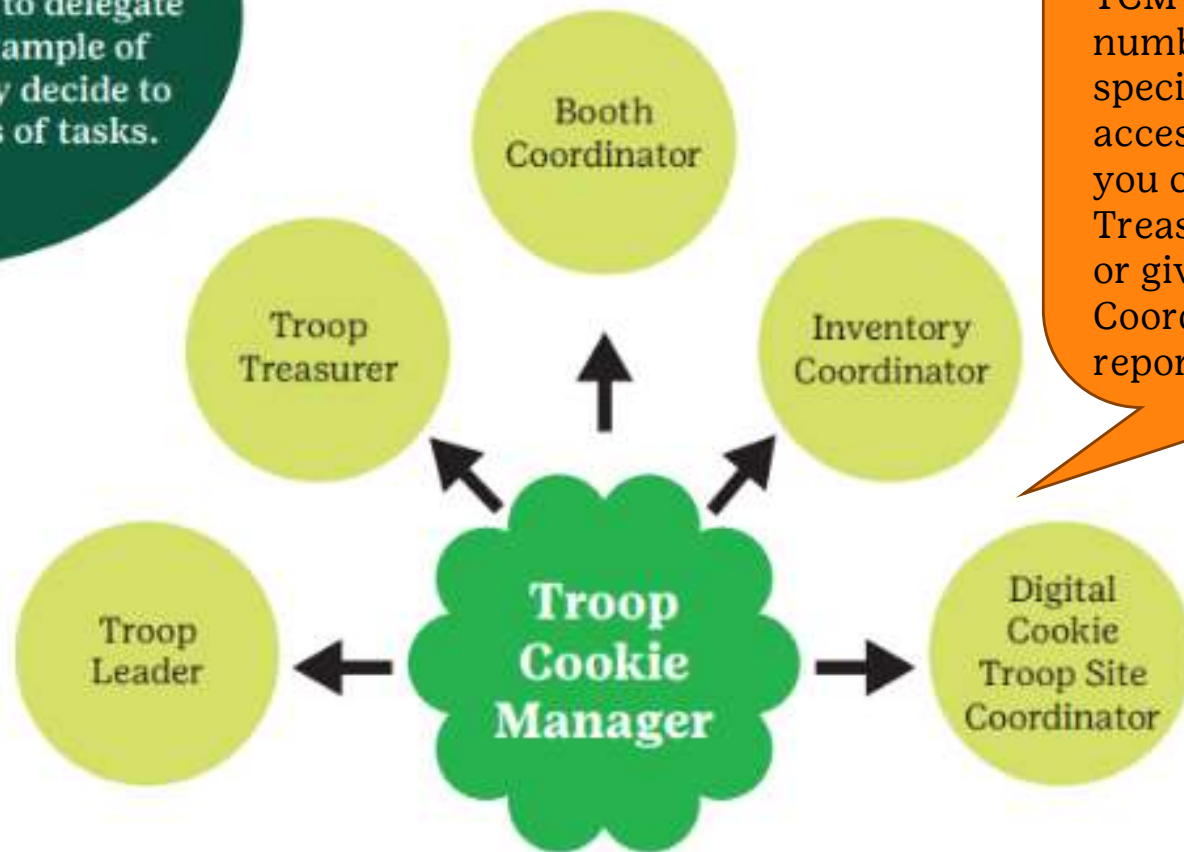 to delegate
ample of
y decide to
s of tasks.
TCM
numb
speci
acces
you c
Treas
or giv
Coord
repor
Booth
Coordinator
Troop
Treasurer
Inventory
Coordinator
Troop
Leader
Troop
Cookie
Manager
Digital
Cookie
Troop Site
Coordinator